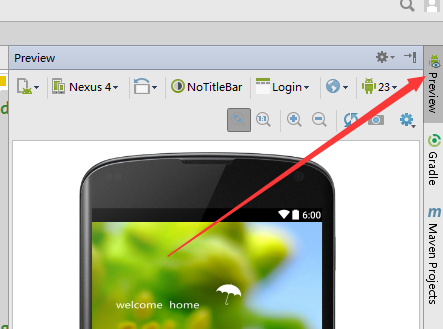 Preview
Nexus 4 NoTitleBar Login 23
6:00
welcome home
Preview
Gradle
m Maven Projects